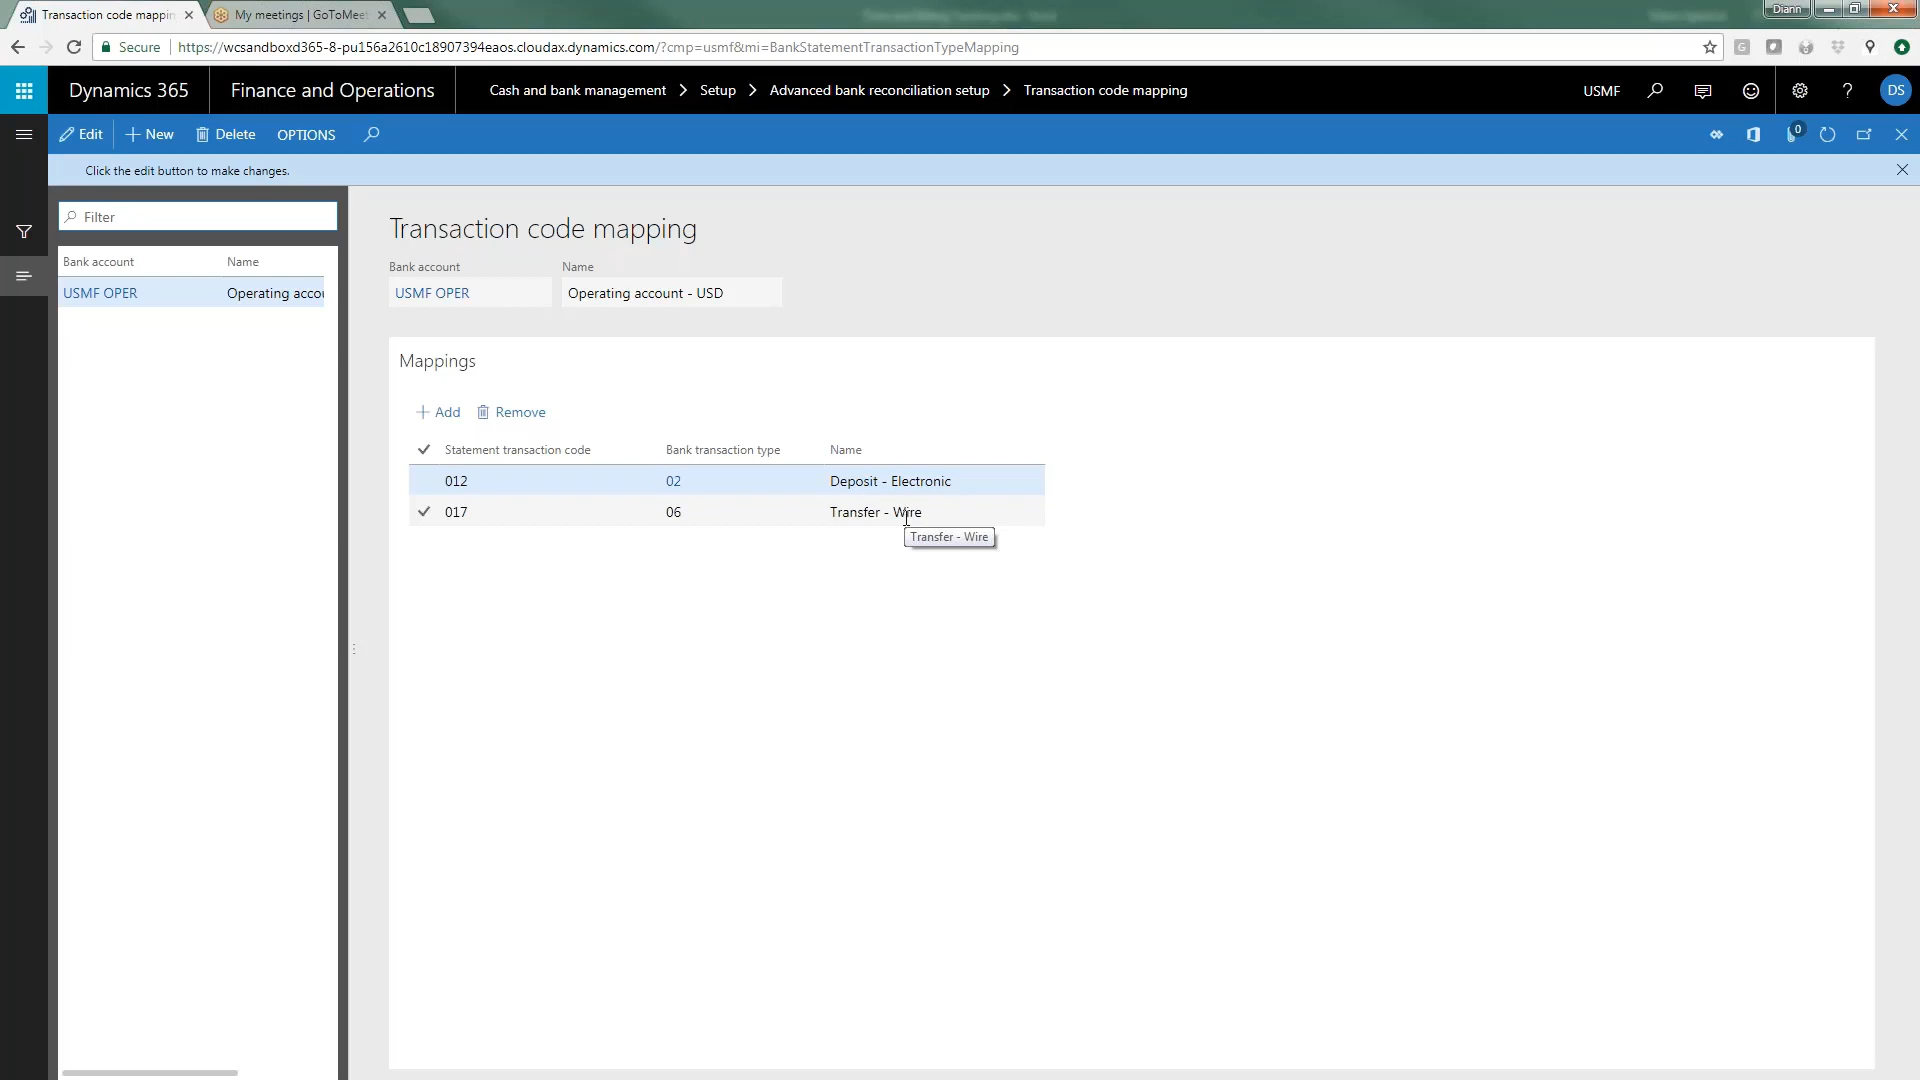 Transaction code mappin
My meetings | GoToMee
Diann
Secure
https://wcsandboxd365-8-pu156a2610c18907394eaos.cloudax.dynamics.com/?cmp=usmf&mi=BankStatementTransactionTypeMapping
Dynamics 365
Finance and Operations
Cash and bank management > Setup > Advanced bank reconciliation setup > Transaction code mapping
USMF
?
DS
Edit
+ New
Delete
OPTIONS
0
Click the edit button to make changes.
Filter
Bank account Name
USMF OPER Operating accou
Transaction code mapping
Bank account Name
USMF OPER Operating account - USD
Mappings
+ Add Remove
Statement transaction code Bank transaction type Name
012 02 Deposit - Electronic
017 06 Transfer - Wire
Transfer - Wire